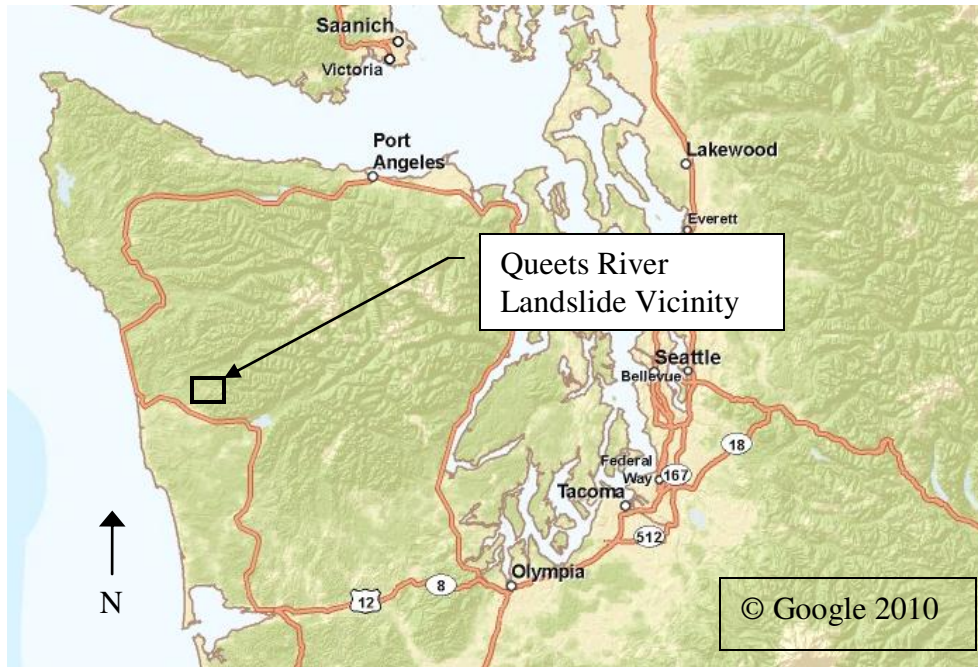 Saanich
Victoria
Port
Angeles
Lakewood
Everett
Queets River
Landslide Vicinity
Seattle
Bellevue
18
Federal
Way
167
Tacoma
512
Olympia
8
12
N
© Google 2010